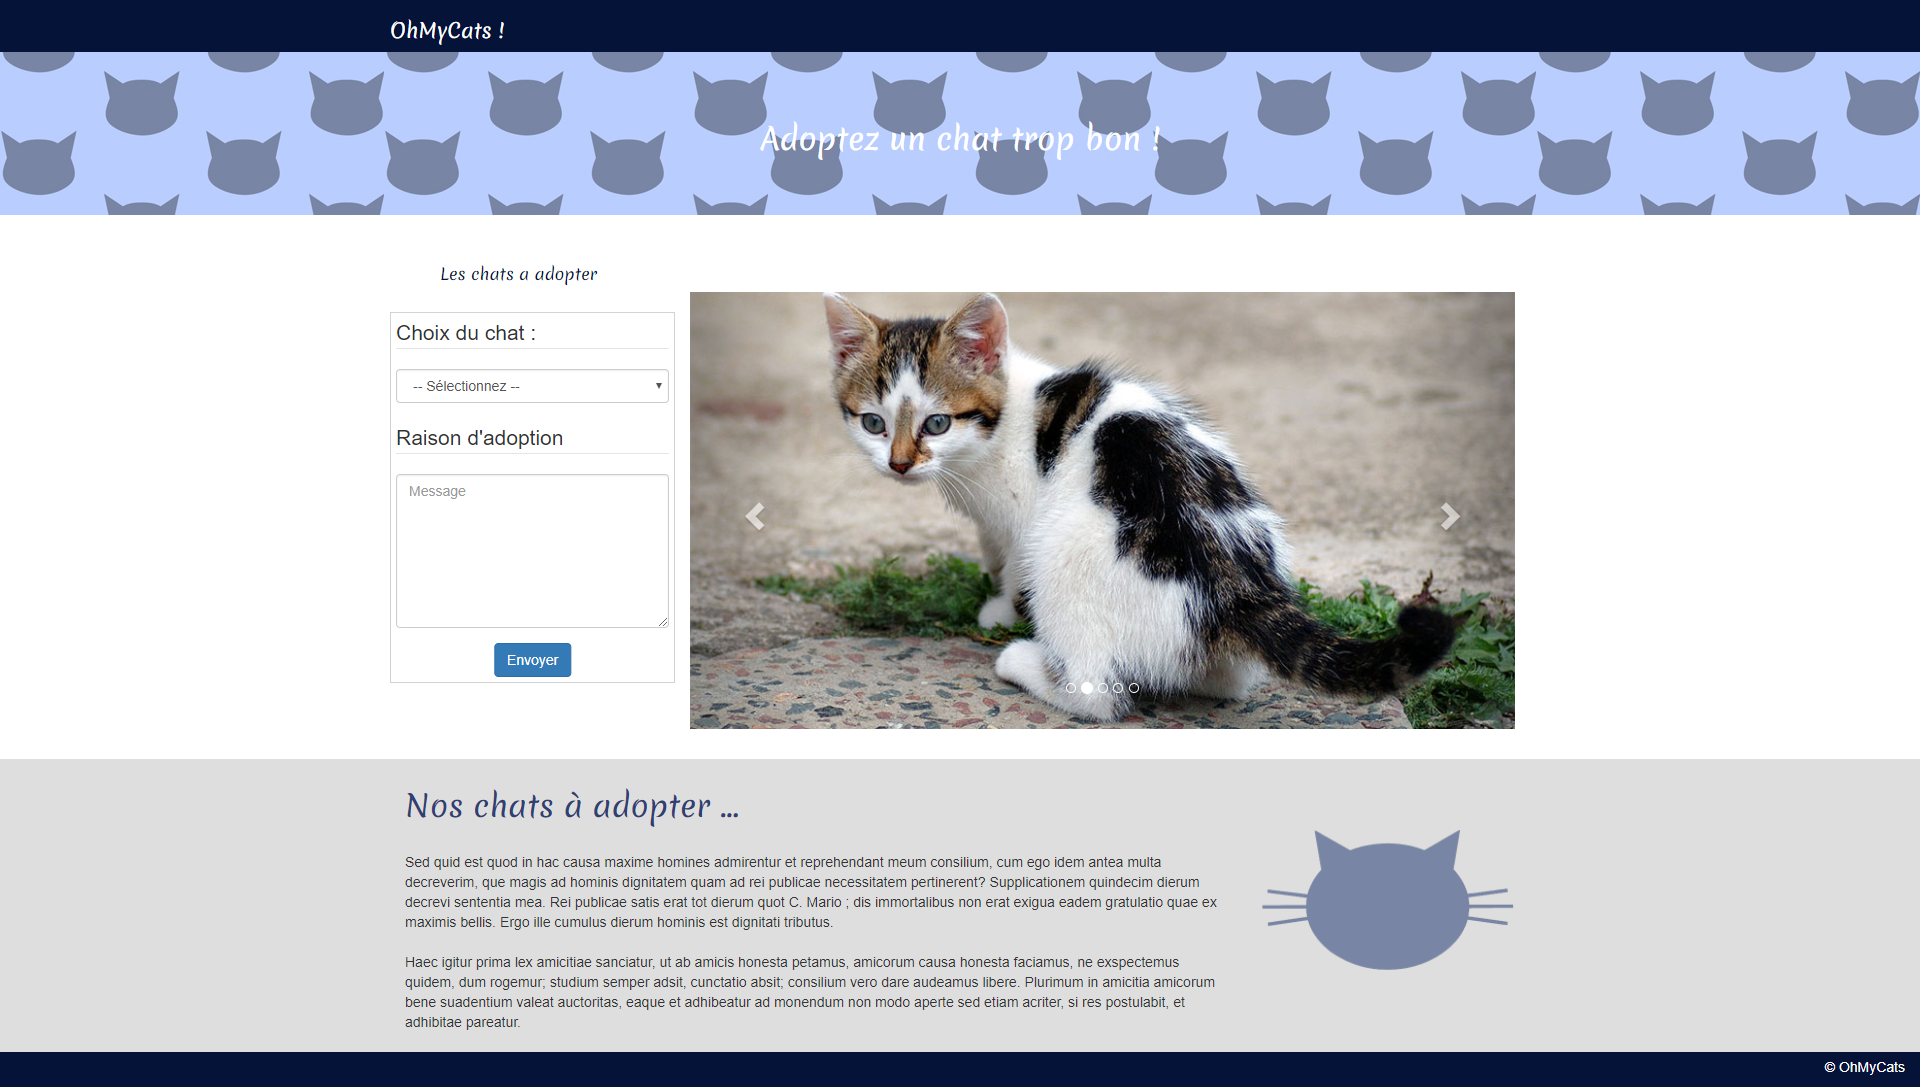 OhMyCats !
Adoptez un chat trop bon !
Les chats a adopter
Choix du chat :
-- Sélectionnez --
Raison d'adoption
Message
Envoyer
Nos chats à adopter ...
Sed quid est quod in hac causa maxime homines admirentur et reprehendant meum consilium, cum ego idem antea multa
decreverim, que magis ad hominis dignitatem quam ad rei publicae necessitatem pertinerent? Supplicationem quindecim dierum
decrevi sententia mea. Rei publicae satis erat tot dierum quot C. Mario ; dis immortalibus non erat exigua eadem gratulatio quae ex
maximis bellis. Ergo ille cumulus dierum hominis est dignitati tributus.
Haec igitur prima lex amicitiae sanciatur, ut ab amicis honesta petamus, amicorum causa honesta faciamus, ne exspectemus
quidem, dum rogemur; studium semper adsit, cunctatio absit; consilium vero dare audeamus libere. Plurimum in amicitia amicorum
bene suadentium valeat auctoritas, eaque et adhibeatur ad monendum non modo aperte sed etiam acriter, si res postulabit, et
adhibitae pareatur.
© OhMyCats